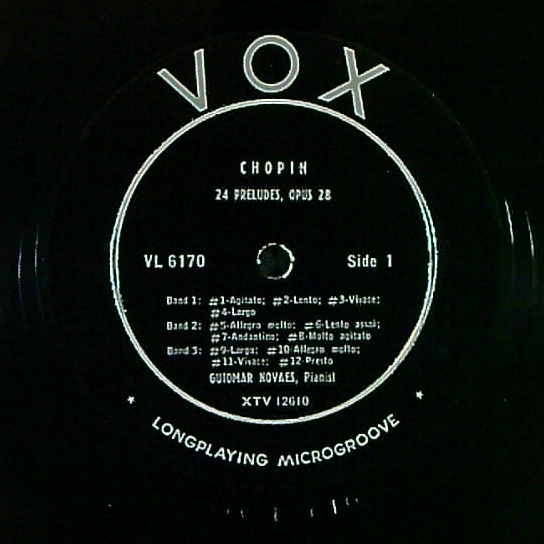 VOX
CHOPIN
24 PRELUDES, OPUS 28
VL 6170 Side 1
Band 1: #1-Agitato; #2-Lento; #3-Vivace;
#4-Largo
Band 2: #5-Allegro molto; #6-Lento assai;
#7-Andantino; #8-Molto agitato
Band 3: #9-Largo; #10-Allegro molto;
#11-Vivace; #12-Presto
GUIOMAR NOVAES, Pianist
XTV 12610
LONGPLAYING MICROGROOVE